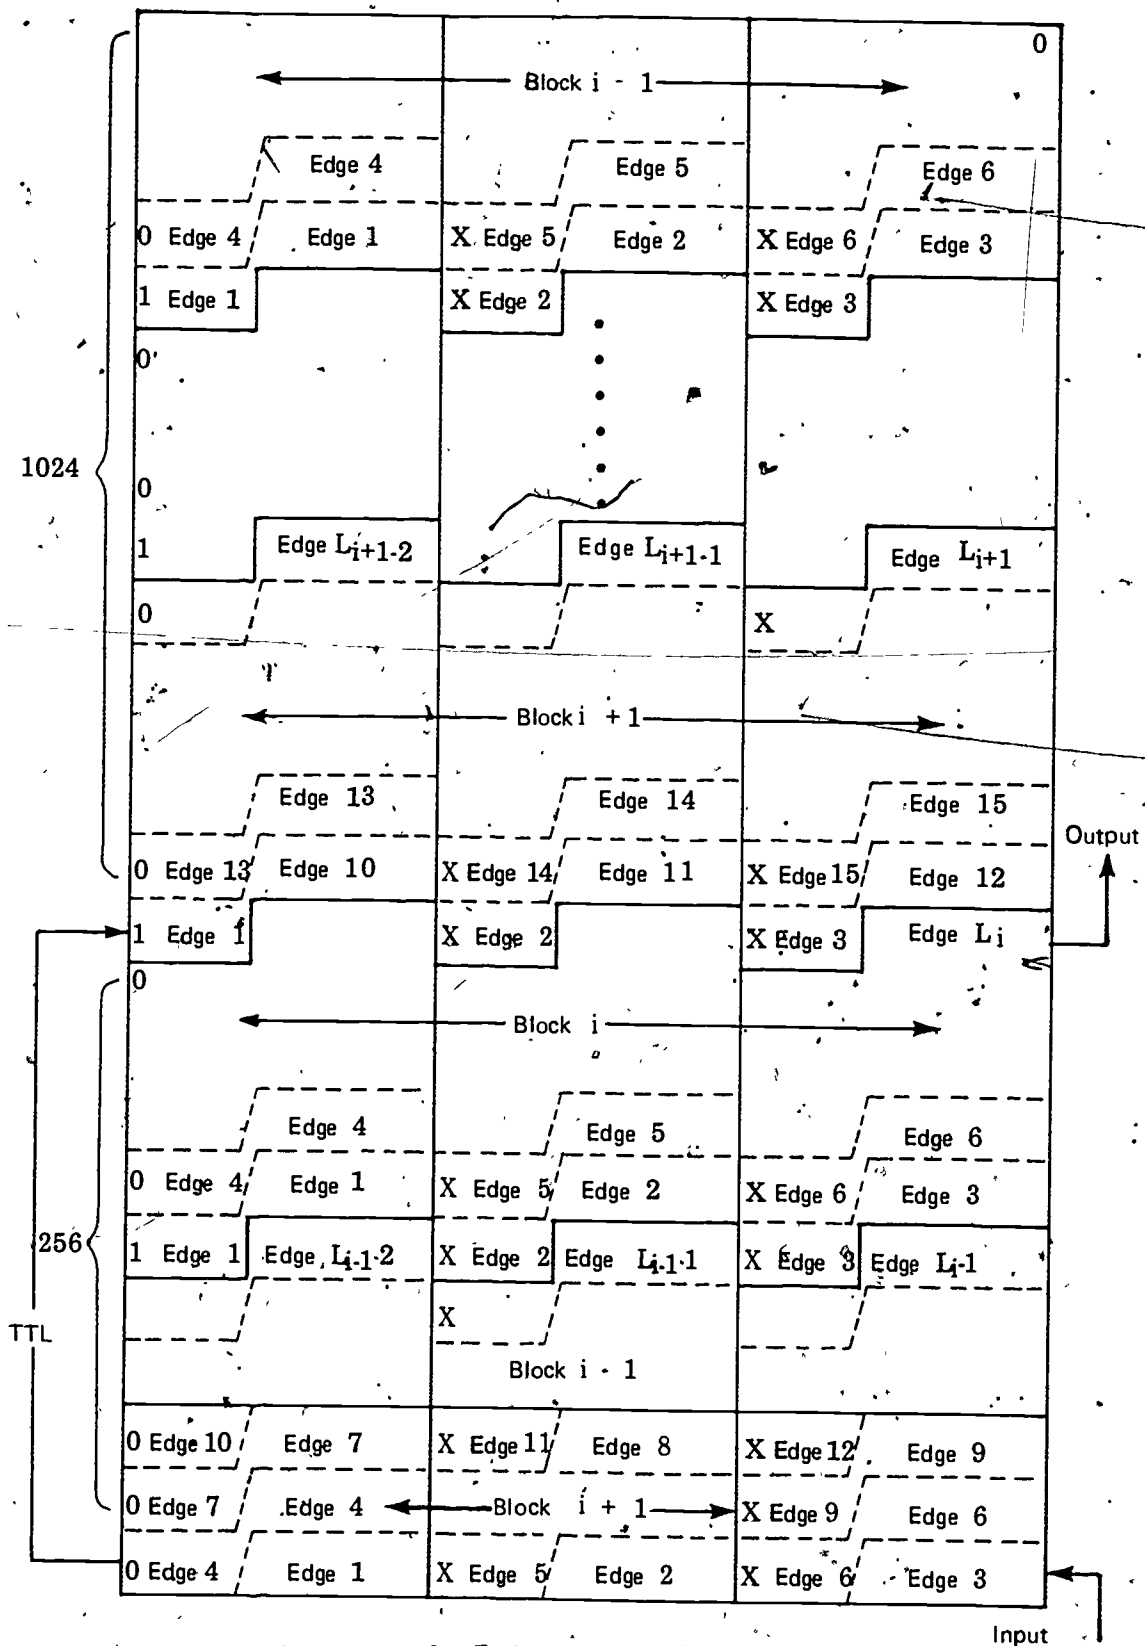 0
Block i - 1
Edge 4 Edge 5 Edge 6
0 Edge 4 Edge 1 X Edge 5 Edge 2 X Edge 6 Edge 3
1 Edge 1 X Edge 2 X Edge 3
0
1024
0
1 Edge Li+1-2 Edge Li+1-1 Edge Li+1
0 X
Block i + 1
Edge 13 Edge 14 Edge 15
Output
0 Edge 13 Edge 10 X Edge 14 Edge 11 X Edge 15 Edge 12
1 Edge 1 X Edge 2 X Edge 3 Edge Li
0
Block i
Edge 4 Edge 5 Edge 6
0 Edge 4 Edge 1 X Edge 5 Edge 2 X Edge 6 Edge 3
256
1 Edge 1 Edge Li-1-2 X Edge 2 Edge Li-1-1 X Edge 3 Edge Li-1
X
TTL
Block i - 1
0 Edge 10 Edge 7 X Edge 11 Edge 8 X Edge 12 Edge 9
0 Edge 7 Edge 4 Block i + 1 X Edge 9 Edge 6
0 Edge 4 Edge 1 X Edge 5 Edge 2 X Edge 6 Edge 3
Input